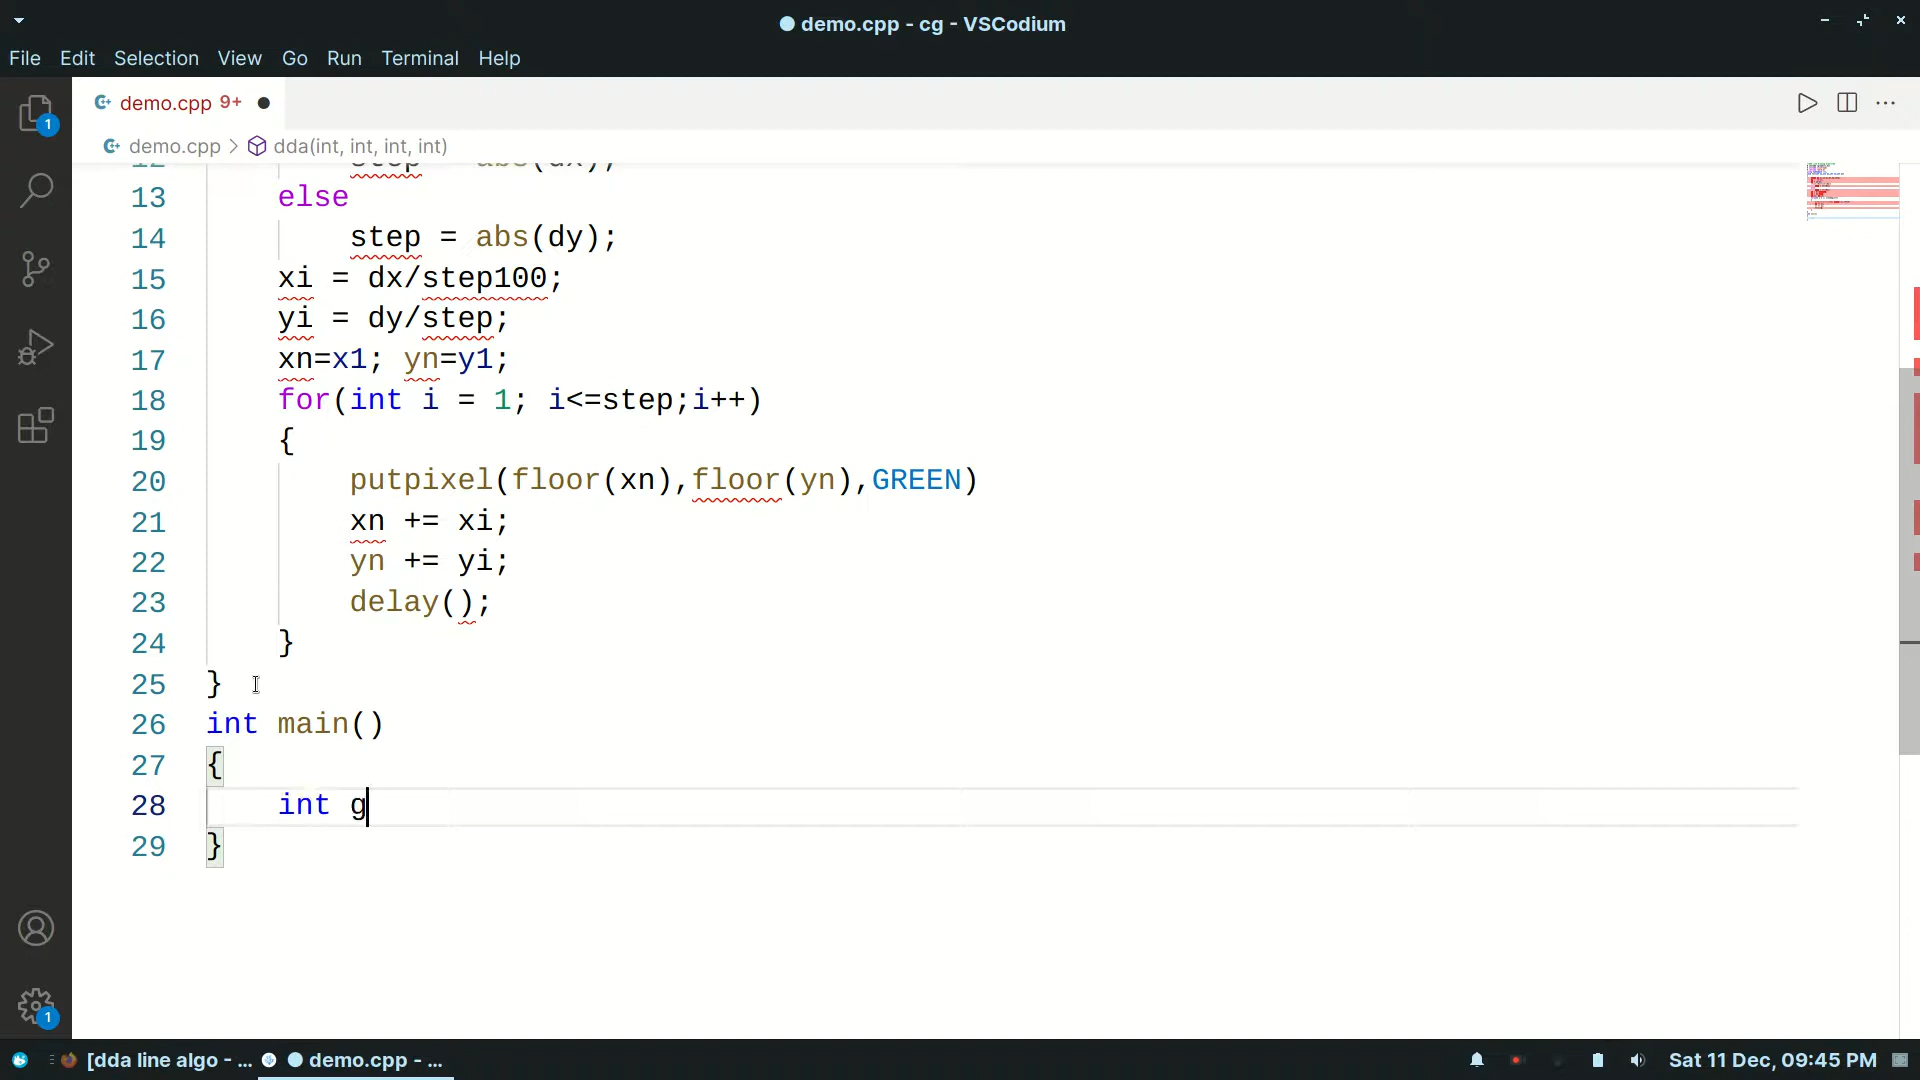 demo.cpp - cg - VSCodium
File Edit Selection View Go Run Terminal Help
demo.cpp 9+
demo.cpp > dda(int, int, int, int)
13 else
14 step = abs(dy);
15 xi = dx/step100;
16 yi = dy/step;
17 xn=x1; yn=y1;
18 for(int i = 1; i<=step;i++)
19 {
20 putpixel(floor(xn),floor(yn),GREEN)
21 xn += xi;
22 yn += yi;
23 delay();
24 }
25 }
26 int main()
27 {
28 int g
29 }
1
1
[dda line algo - ... demo.cpp - ... Sat 11 Dec, 09:45 PM